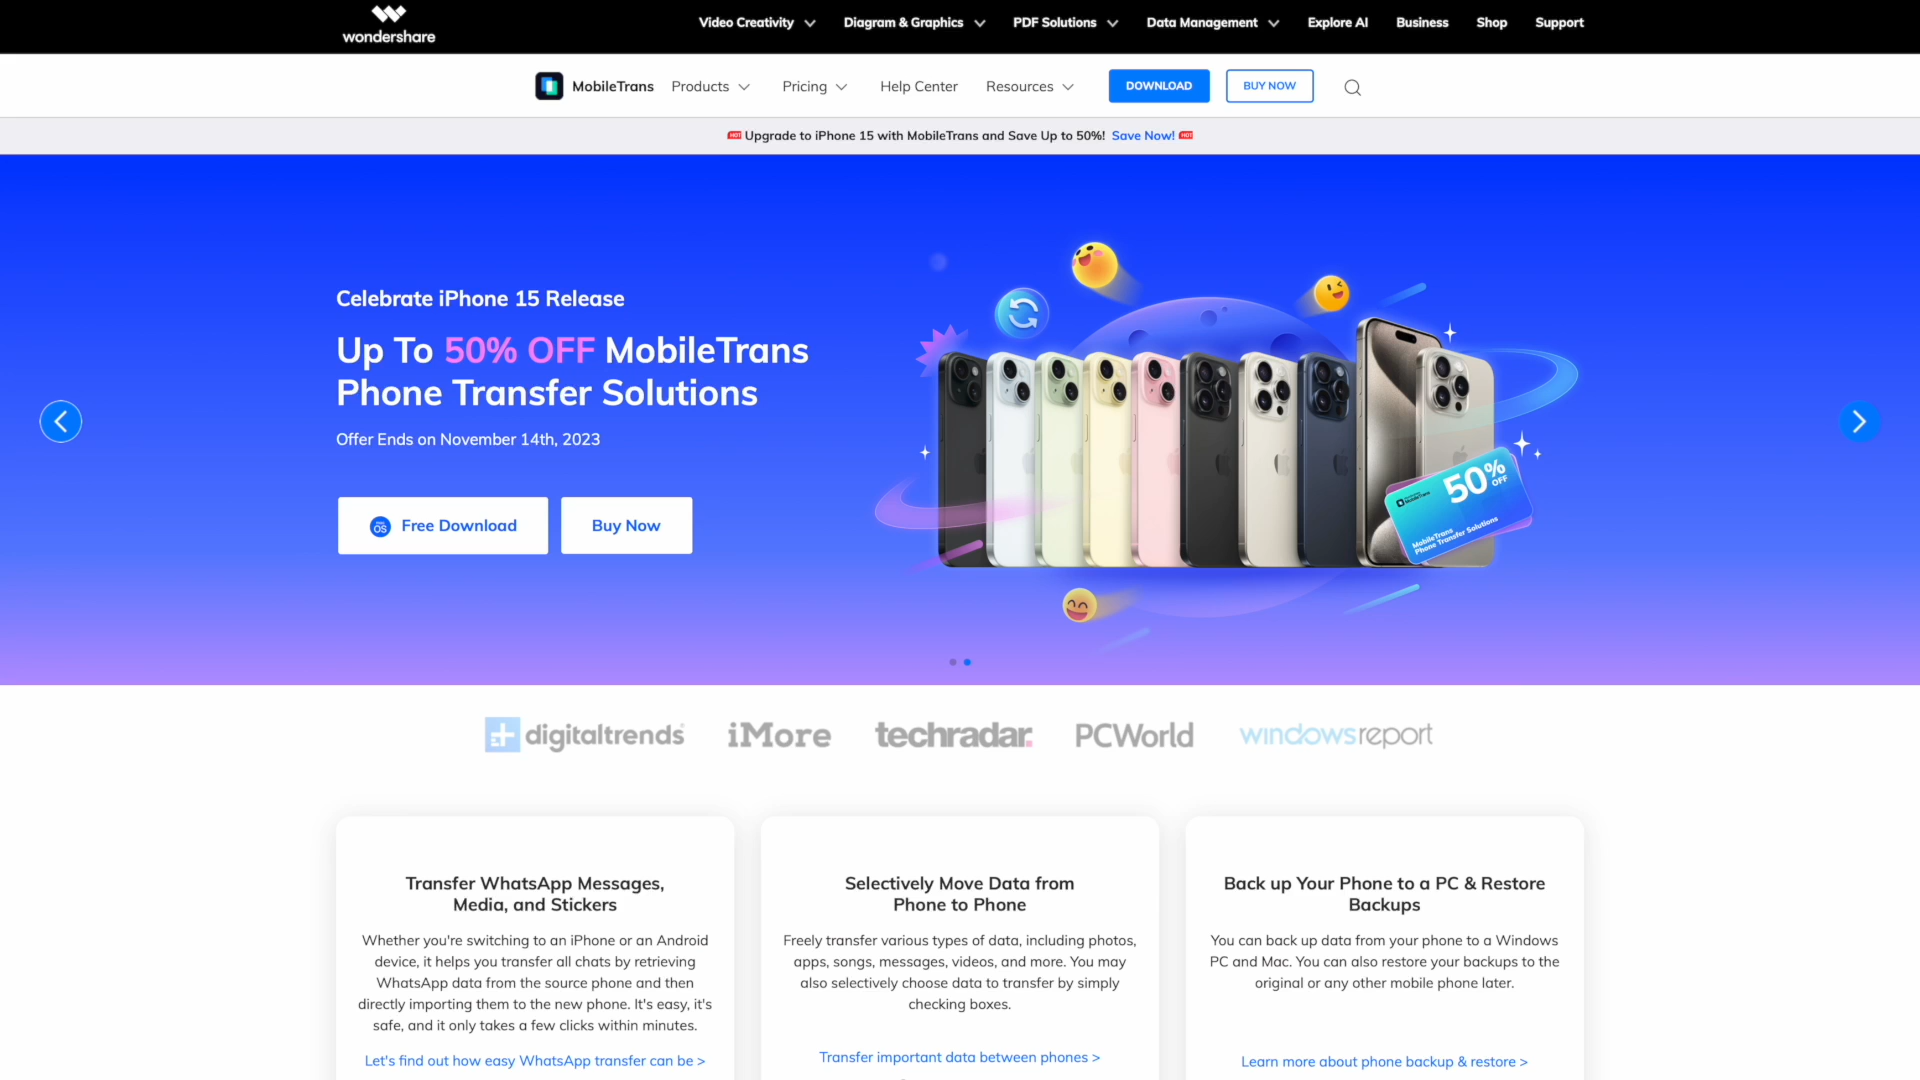 wondershare
Video Creativity
Diagram & Graphics
PDF Solutions
Data Management
Explore AI
Business
Shop
Support
MobileTrans
Products
Pricing
Help Center
Resources
DOWNLOAD
BUY NOW
HOT Upgrade to iPhone 15 with MobileTrans and Save Up to 50%! Save Now! HOT
Celebrate iPhone 15 Release
Up To 50% OFF MobileTrans
Phone Transfer Solutions
Offer Ends on November 14th, 2023
Free Download
Buy Now
MobileTrans
50% OFF
MobileTrans
Phone Transfer Solutions
digitaltrends
iMore
techradar.
PCWorld
windowsreport
Transfer WhatsApp Messages,
Media, and Stickers
Whether you're switching to an iPhone or an Android
device, it helps you transfer all chats by retrieving
WhatsApp data from the source phone and then
directly importing them to the new phone. It's easy, it's
safe, and it only takes a few clicks within minutes.
Let's find out how easy WhatsApp transfer can be >
Selectively Move Data from
Phone to Phone
Freely transfer various types of data, including photos,
apps, songs, messages, videos, and more. You may
also selectively choose data to transfer by simply
checking boxes.
Transfer important data between phones >
Back up Your Phone to a PC & Restore
Backups
You can back up data from your phone to a Windows
PC and Mac. You can also restore your backups to the
original or any other mobile phone later.
Learn more about phone backup & restore >